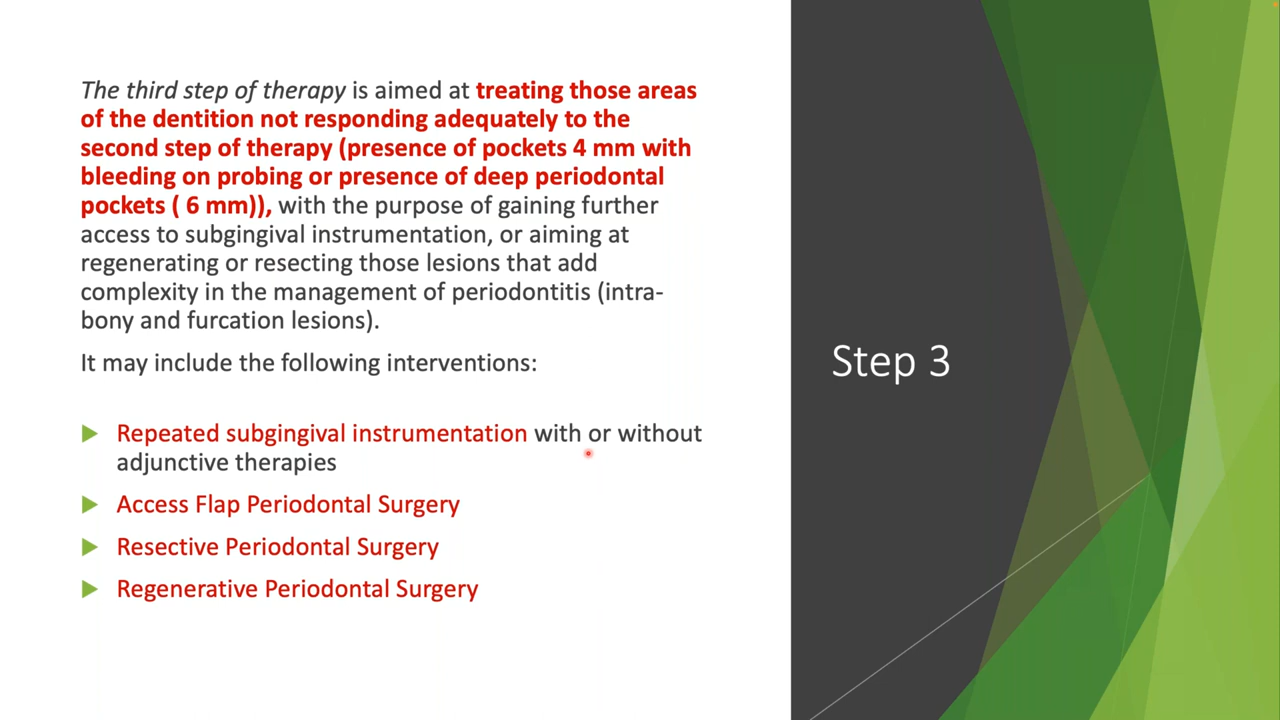 The third step of therapy is aimed at treating those areas
of the dentition not responding adequately to the
second step of therapy (presence of pockets 4 mm with
bleeding on probing or presence of deep periodontal
pockets ( 6 mm)), with the purpose of gaining further
access to subgingival instrumentation, or aiming at
regenerating or resecting those lesions that add
complexity in the management of periodontitis (intra-
bony and furcation lesions).
It may include the following interventions:
Repeated subgingival instrumentation with or without
adjunctive therapies
Access Flap Periodontal Surgery
Resective Periodontal Surgery
Regenerative Periodontal Surgery
Step 3